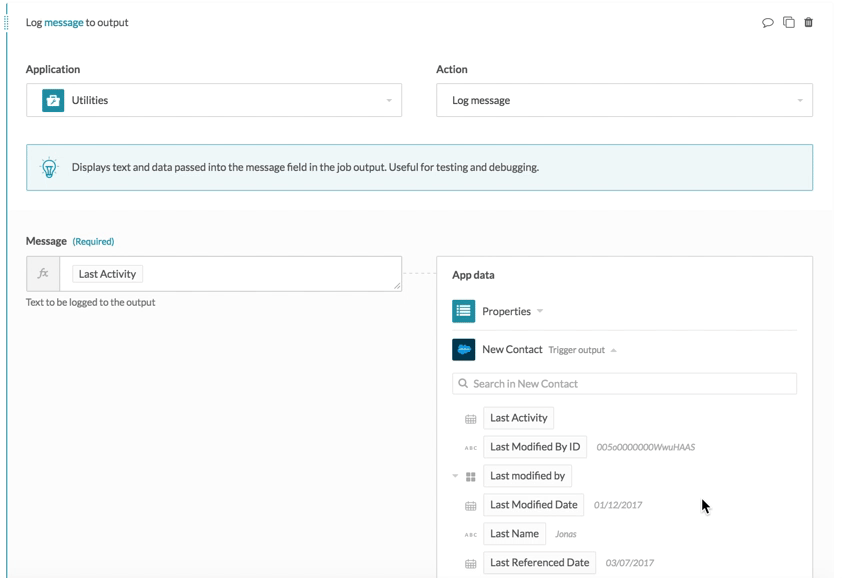 Log message to output
Application
Action
Utilities
Log message
Displays text and data passed into the message field in the job output. Useful for testing and debugging.
Message (Required)
fx
Last Activity
Text to be logged to the output
App data
Properties
New Contact Trigger output
Search in New Contact
Last Activity
ABC Last Modified By ID 005o0000000WwuHAAS
Last modified by
Last Modified Date 01/12/2017
ABC Last Name Jonas
Last Referenced Date 03/07/2017